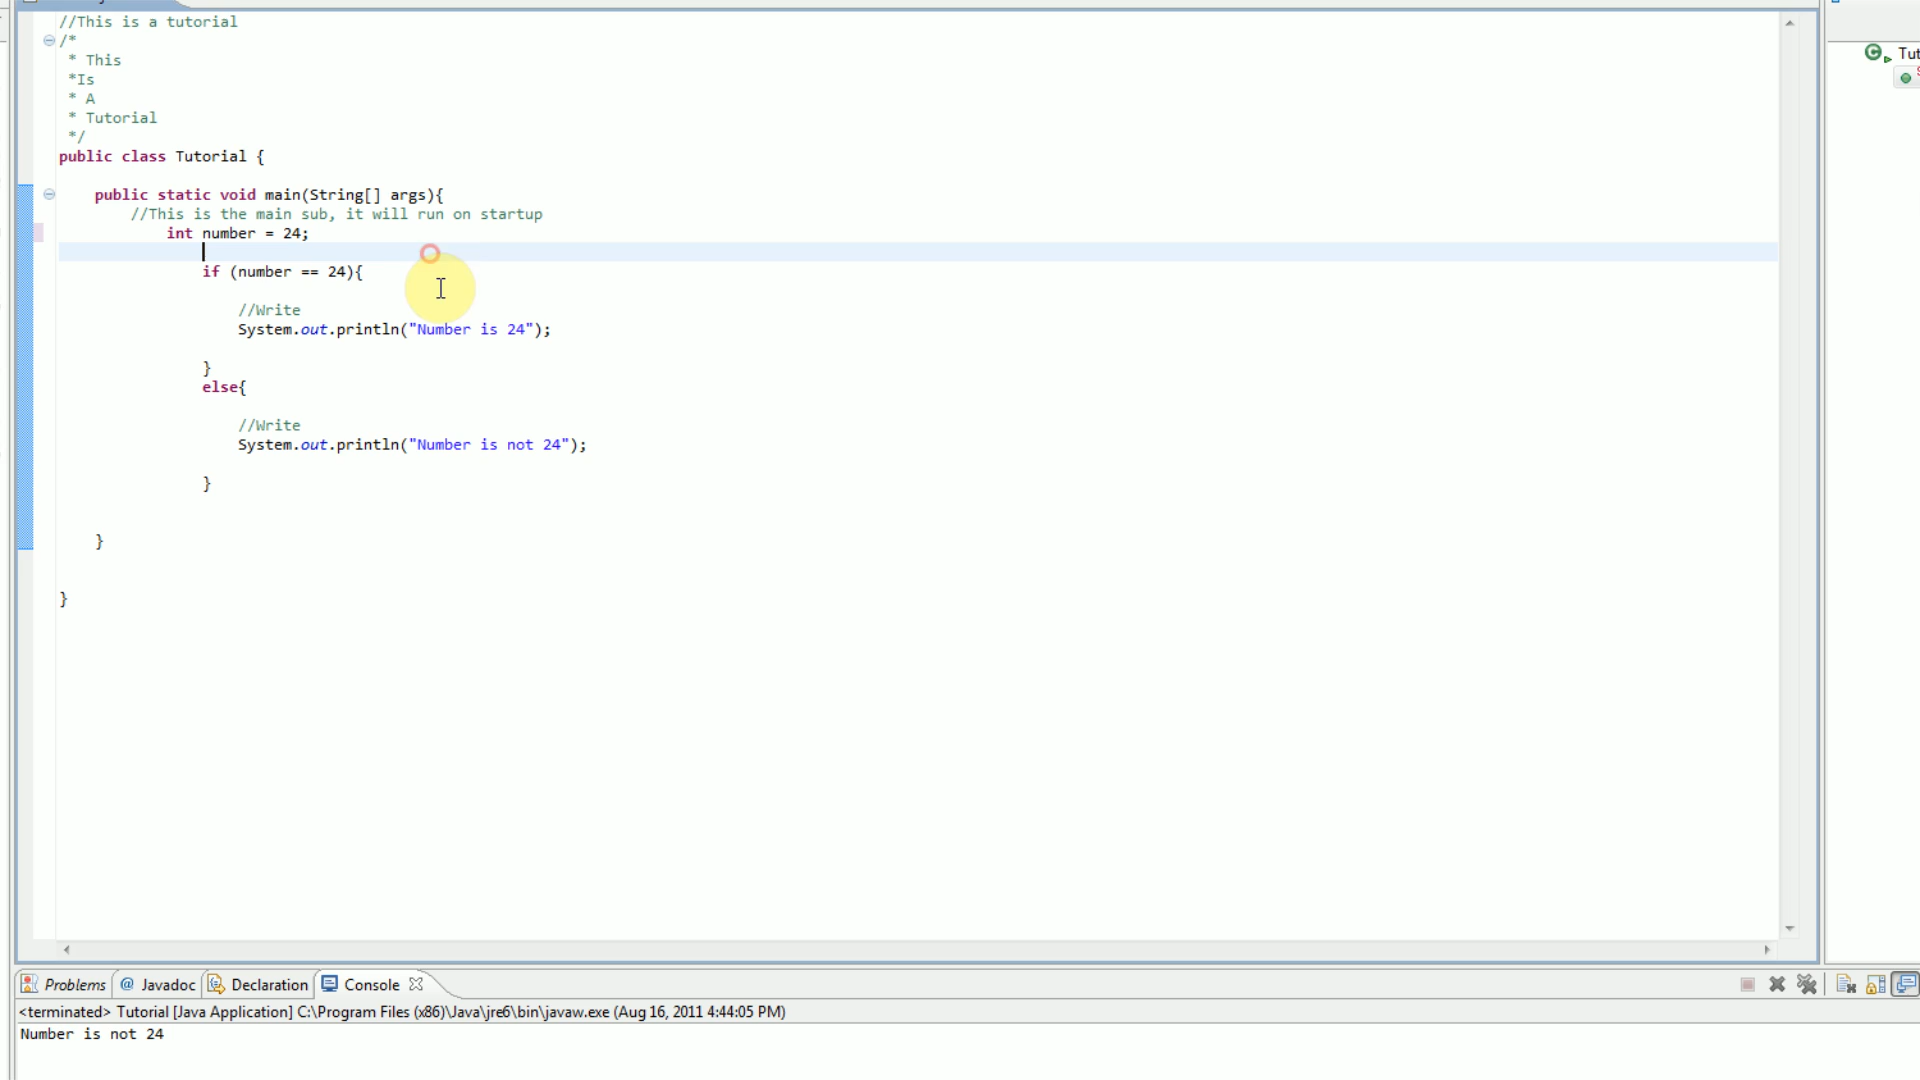 //This is a tutorial
/*
* This
*Is
* A
* Tutorial
*/
public class Tutorial {
public static void main(String[] args){
//This is the main sub, it will run on startup
int number = 24;
if (number == 24){
//Write
System.out.println("Number is 24");
}
else{
//Write
System.out.println("Number is not 24");
}
}
}
Tut
Problems @ Javadoc Declaration Console
<terminated> Tutorial [Java Application] C:\Program Files (x86)\Java\jre6\bin\javaw.exe (Aug 16, 2011 4:44:05 PM)
Number is not 24